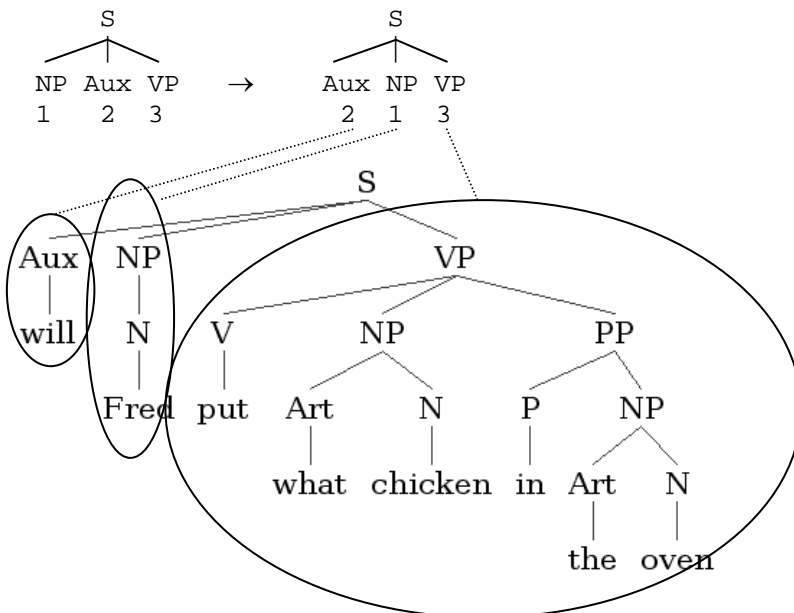 S S
NP Aux VP → Aux NP VP
1 2 3 2 1 3
S
Aux NP VP
will N V NP PP
Fred put Art N P NP
what chicken in Art N
the oven